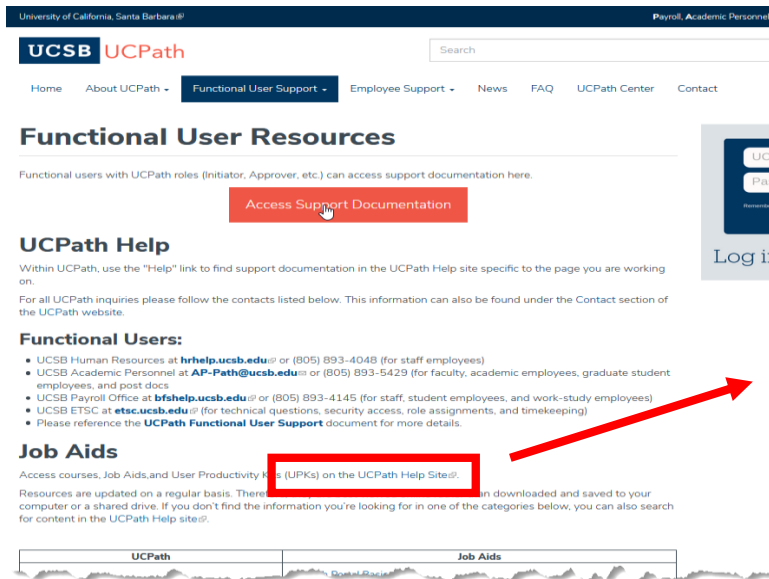 University of California, Santa Barbara
Payroll, Academic Personnel
UCSB UCPath
Search
Home About UCPath Functional User Support Employee Support News FAQ UCPath Center Contact
Functional User Resources
Functional users with UCPath roles (Initiator, Approver, etc.) can access support documentation here.
Access Support Documentation
UCPath Help
Within UCPath, use the "Help" link to find support documentation in the UCPath Help site specific to the page you are working
on.
For all UCPath inquiries please follow the contacts listed below. This information can also be found under the Contact section of
the UCPath website.
Log i
Functional Users:
UCSB Human Resources at hrhelp.ucsb.edu or (805) 893-4048 (for staff employees)
UCSB Academic Personnel at AP-Path@ucsb.edu or (805) 893-5429 (for faculty, academic employees, graduate student
employees, and post docs
UCSB Payroll Office at bfshelp.ucsb.edu or (805) 893-4145 (for staff, student employees, and work-study employees)
UCSB ETSC at etsc.ucsb.edu (for technical questions, security access, role assignments, and timekeeping)
Please reference the UCPath Functional User Support document for more details.
Job Aids
Access courses, Job Aids,and User Productivity (UPKs) on the UCPath Help Site.
Resources are updated on a regular basis. an downloaded and saved to your
computer or a shared drive. If you don't find the information you're looking for in one of the categories below, you can also search
for content in the UCPath Help site.
UCPath Job Aids